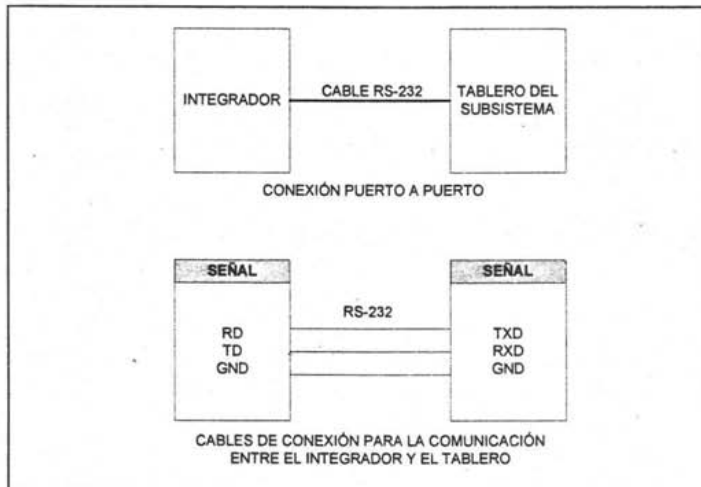 INTEGRADOR
CABLE RS-232
TABLERO DEL
SUBSISTEMA
CONEXIÓN PUERTO A PUERTO
SEÑAL
SEÑAL
RS-232
RD
TXD
TD
RXD
GND
GND
CABLES DE CONEXIÓN PARA LA COMUNICACIÓN
ENTRE EL INTEGRADOR Y EL TABLERO